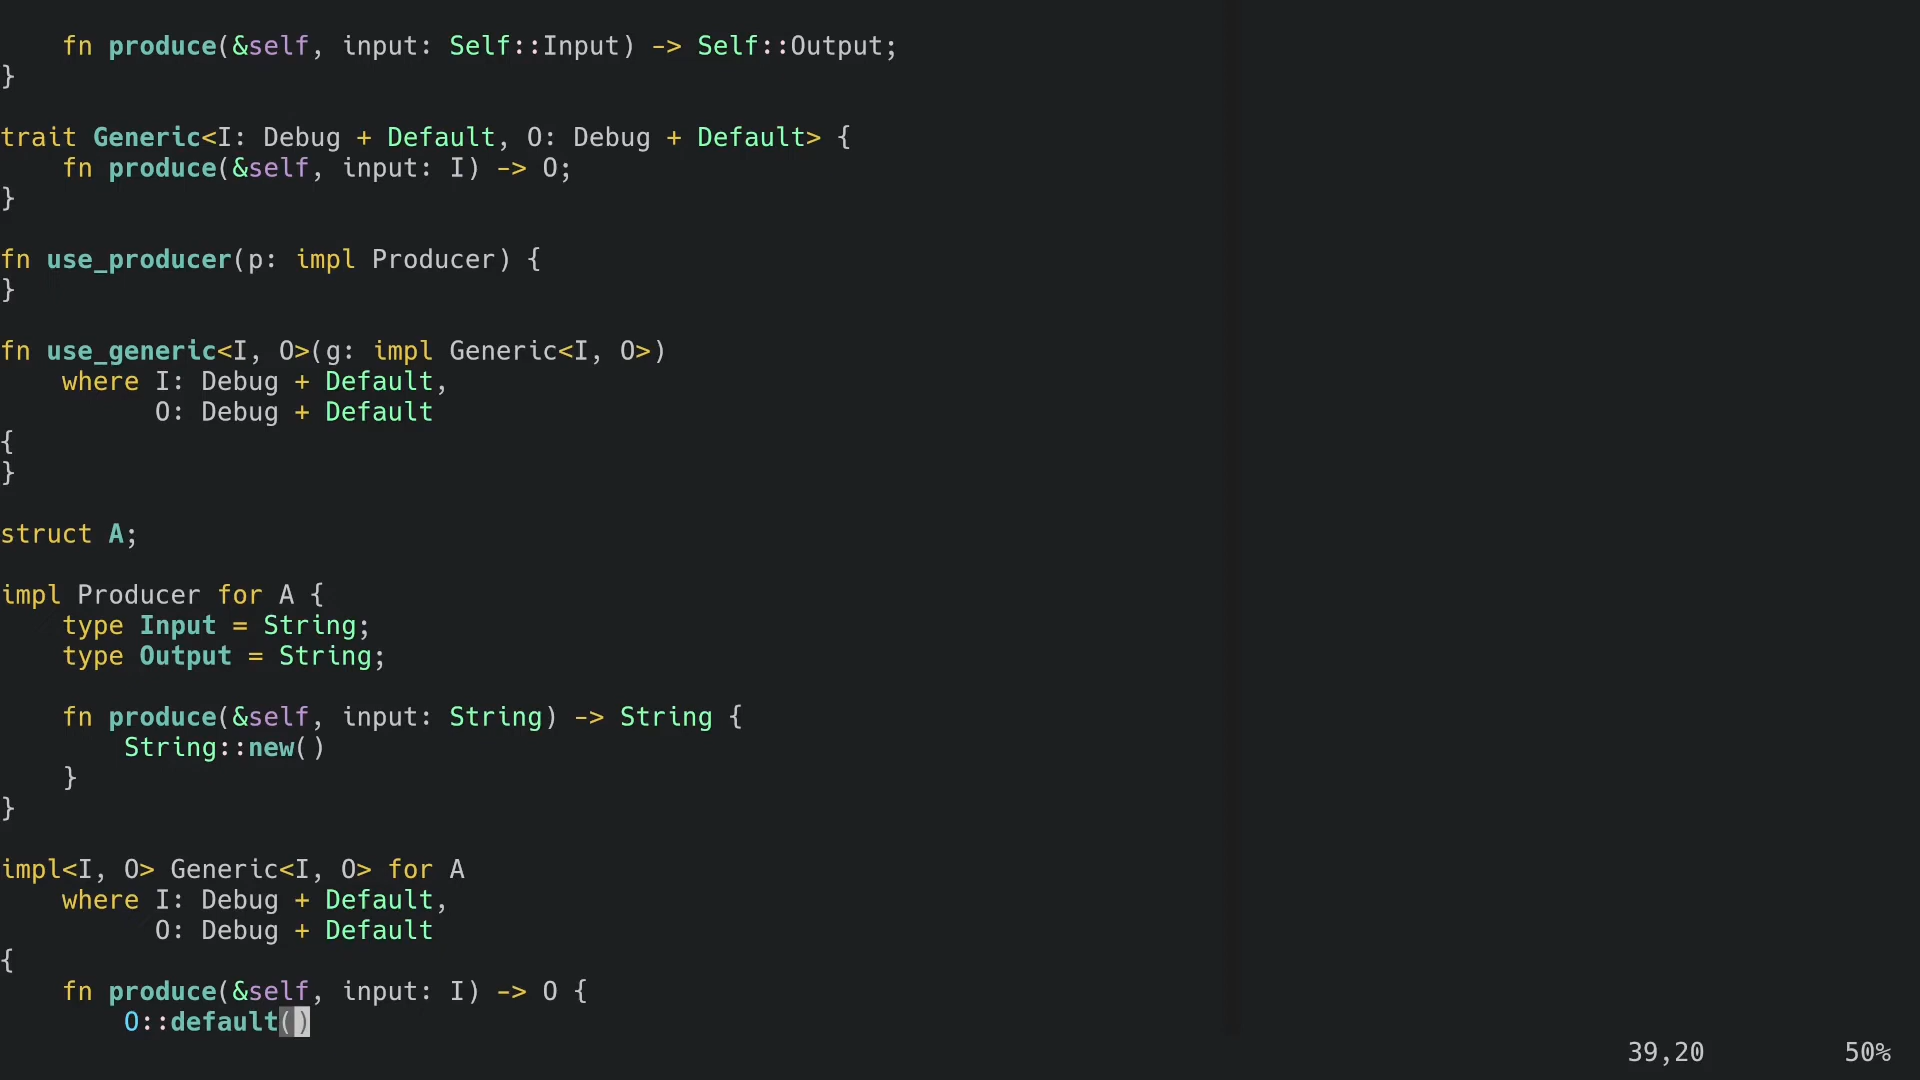 fn produce(&self, input: Self::Input) -> Self::Output;
}

trait Generic<I: Debug + Default, O: Debug + Default> {
    fn produce(&self, input: I) -> O;
}

fn use_producer(p: impl Producer) {
}

fn use_generic<I, O>(g: impl Generic<I, O>)
    where I: Debug + Default,
          O: Debug + Default
{
}

struct A;

impl Producer for A {
    type Input = String;
    type Output = String;

    fn produce(&self, input: String) -> String {
        String::new()
    }
}

impl<I, O> Generic<I, O> for A
    where I: Debug + Default,
          O: Debug + Default
{
    fn produce(&self, input: I) -> O {
        O::default()
39,20 50%